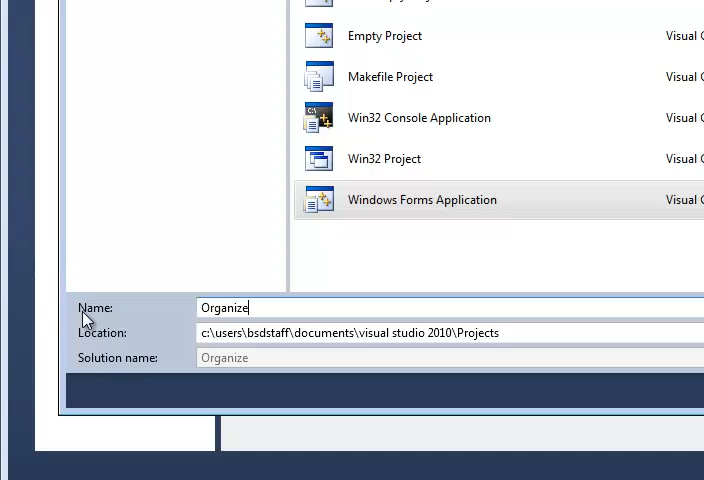 Empty Project Visual
Makefile Project Visual
C:\
Win32 Console Application Visual
Win32 Project Visual
Windows Forms Application Visual
Name: Organize
Location: c:\users\bsdstaff\documents\visual studio 2010\Projects
Solution name: Organize